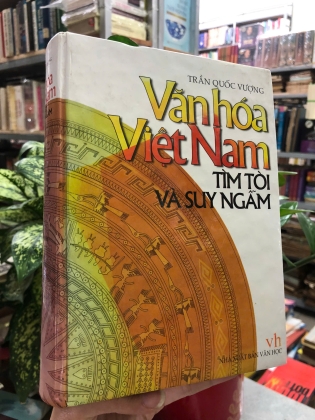 TRẦN QUỐC VƯỢNG
Văn hóa
Việt Nam
TÌM TÒI
VÀ SUY NGẪM
vh
NHÀ XUẤT BẢN VĂN HỌC